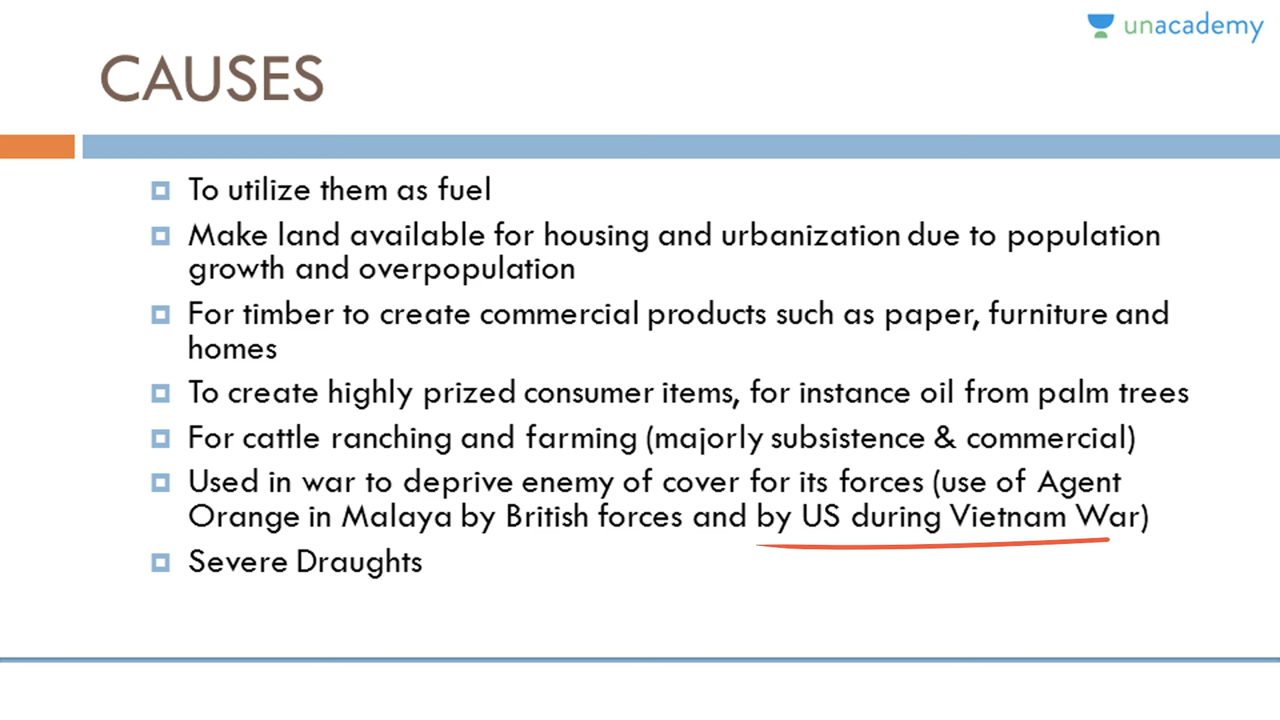 unacademy
CAUSES
To utilize them as fuel
Make land available for housing and urbanization due to population
growth and overpopulation
For timber to create commercial products such as paper, furniture and
homes
To create highly prized consumer items, for instance oil from palm trees
For cattle ranching and farming (majorly subsistence & commercial)
Used in war to deprive enemy of cover for its forces (use of Agent
Orange in Malaya by British forces and by US during Vietnam War)
Severe Draughts